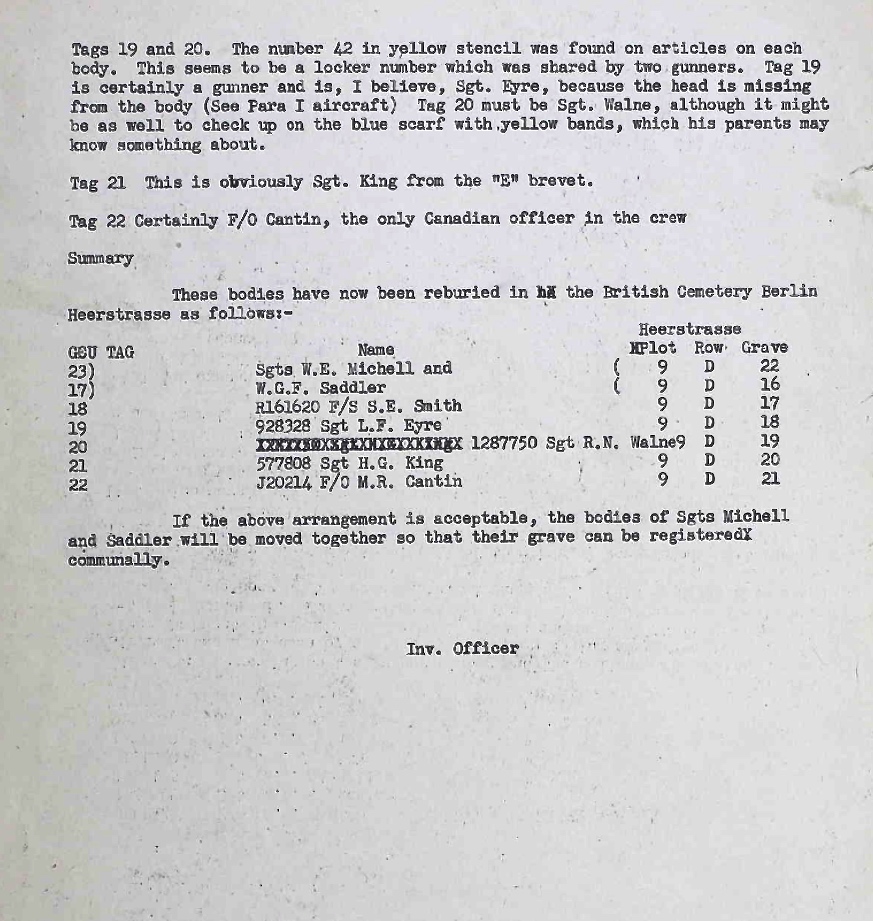 Tags 19 and 20.  The number 42 in yellow stencil was found on articles on each
body.  This seems to be a locker number which was shared by two gunners.  Tag 19
is certainly a gunner and is, I believe, Sgt. Eyre, because the head is missing
from the body (See Para I aircraft)  Tag 20 must be Sgt. Walne, although it might
be as well to check up on the blue scarf with yellow bands, which his parents may
know something about.
Tag 21  This is obviously Sgt. King from the "E" brevet.
Tag 22 Certainly F/O Cantin, the only Canadian officer in the crew
Summary
These bodies have now been reburied in the British Cemetery Berlin
Heerstrasse as follows:-
Heerstrasse
GSU TAG Name Plot Row Grave
23) Sgts W.E. Michell and ( 9 D 22
17) W.G.F. Saddler ( 9 D 16
18 R161620 F/S S.E. Smith 9 D 17
19 928328 Sgt L.F. Eyre 9 D 18
20 1287750 Sgt R.N. Walne9 D 19
21 577808 Sgt H.G. King 9 D 20
22 J20214 F/O M.R. Cantin 9 D 21
If the above arrangement is acceptable, the bodies of Sgts Michell
and Saddler will be moved together so that their grave can be registeredX
communally.
Inv. Officer